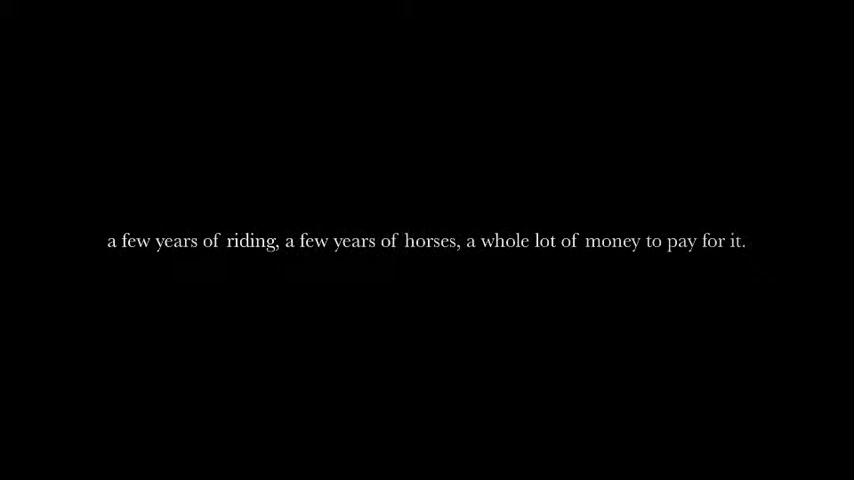 a few years of riding, a few years of horses, a whole lot of money to pay for it.